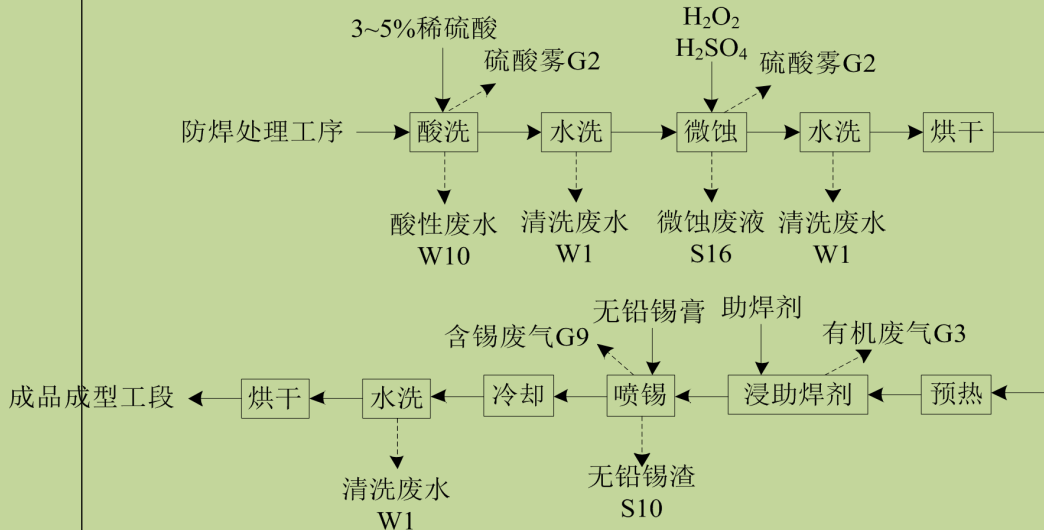 3~5%稀硫酸
硫酸雾G2
H₂O₂
H₂SO₄
硫酸雾G2
防焊处理工序
酸洗
水洗
微蚀
水洗
烘干
酸性废水
W10
清洗废水
W1
微蚀废液
S16
清洗废水
W1
含锡废气G9
无铅锡膏
助焊剂
有机废气G3
成品成型工段
烘干
水洗
冷却
喷锡
浸助焊剂
预热
清洗废水
W1
无铅锡渣
S10